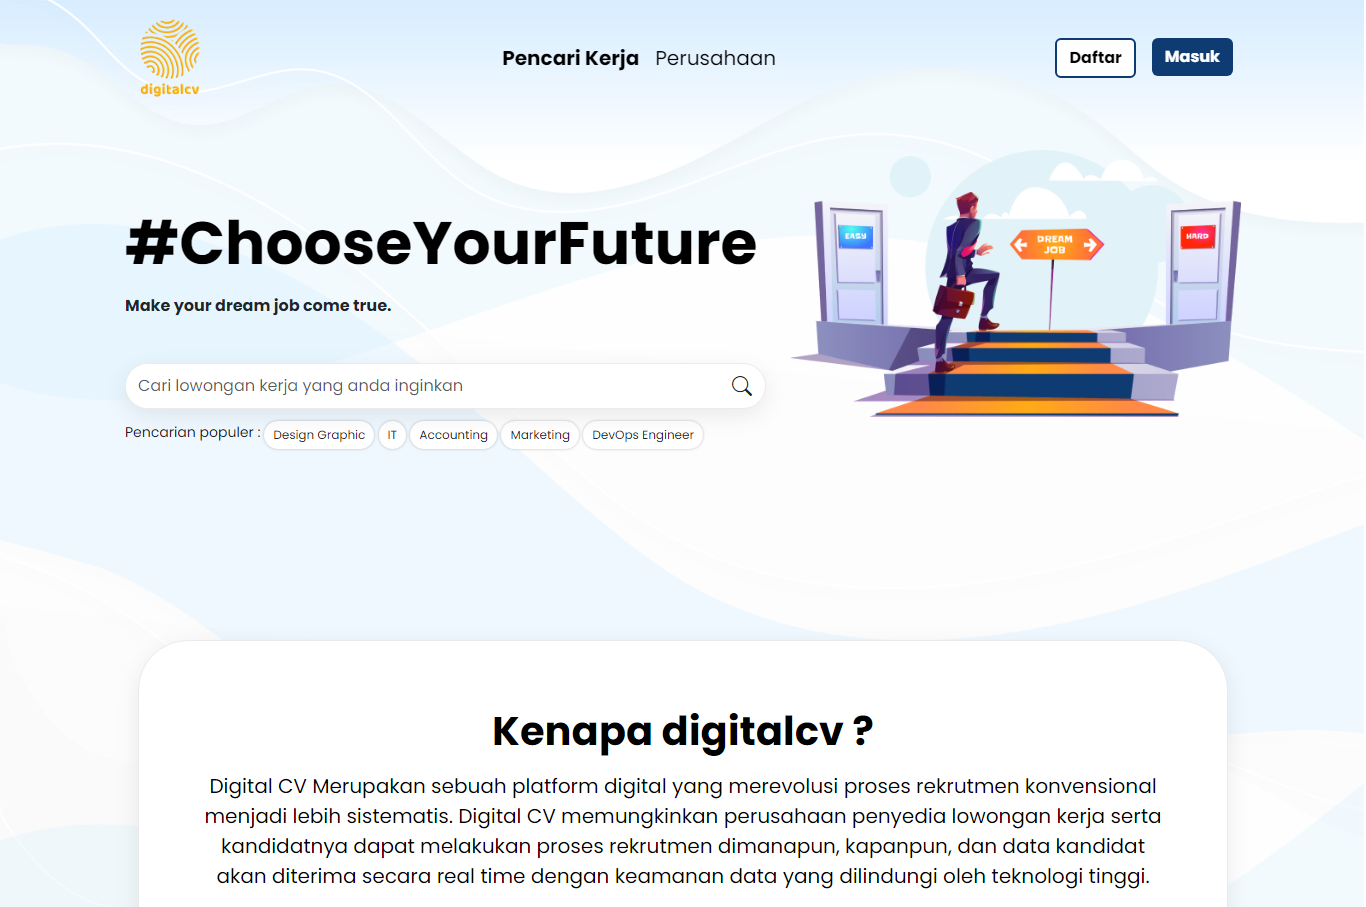 digitalcv
Pencari Kerja Perusahaan
Daftar Masuk
#ChooseYourFuture
Make your dream job come true.
EASY
DREAM
JOB
HARD
Cari lowongan kerja yang anda inginkan
Pencarian populer : Design Graphic IT Accounting Marketing DevOps Engineer
Kenapa digitalcv ?
Digital CV Merupakan sebuah platform digital yang merevolusi proses rekrutmen konvensional
menjadi lebih sistematis. Digital CV memungkinkan perusahaan penyedia lowongan kerja serta
kandidatnya dapat melakukan proses rekrutmen dimanapun, kapanpun, dan data kandidat
akan diterima secara real time dengan keamanan data yang dilindungi oleh teknologi tinggi.